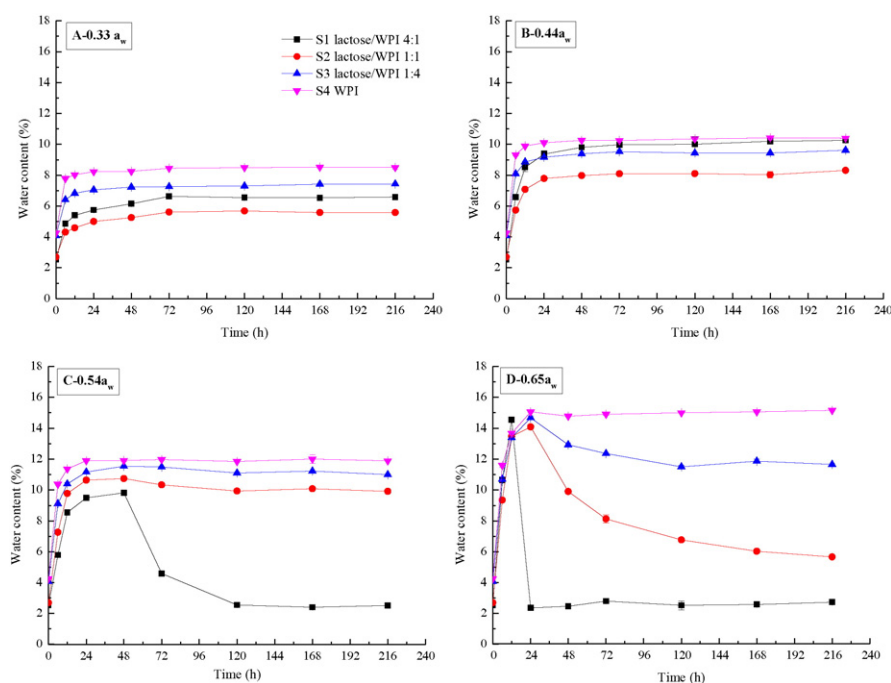 A-0.33 a_w
S1 lactose/WPI 4:1
S2 lactose/WPI 1:1
S3 lactose/WPI 1:4
S4 WPI
18
16
14
12
10
8
6
4
2
0
Water content (%)
0 24 48 72 96 120 144 168 192 216 240
Time (h)
B-0.44a_w
18
16
14
12
10
8
6
4
2
0
Water content (%)
0 24 48 72 96 120 144 168 192 216 240
Time (h)
C-0.54a_w
18
16
14
12
10
8
6
4
2
0
Water content (%)
0 24 48 72 96 120 144 168 192 216 240
Time (h)
D-0.65a_w
18
16
14
12
10
8
6
4
2
0
Water content (%)
0 24 48 72 96 120 144 168 192 216 240
Time (h)